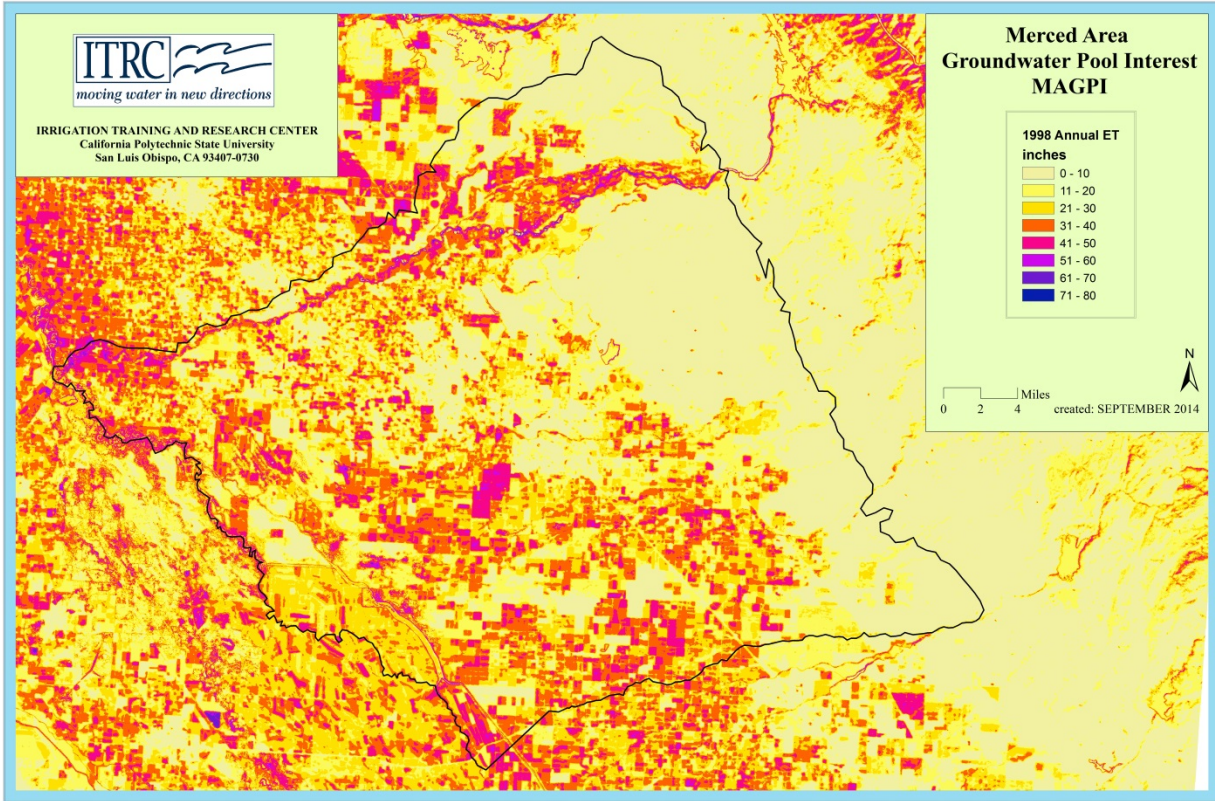 ITRC
moving water in new directions
IRRIGATION TRAINING AND RESEARCH CENTER
California Polytechnic State University
San Luis Obispo, CA 93407-0730
Merced Area
Groundwater Pool Interest
MAGPI
1998 Annual ET
inches
0 - 10
11 - 20
21 - 30
31 - 40
41 - 50
51 - 60
61 - 70
71 - 80
N
Miles
0 2 4
created: SEPTEMBER 2014